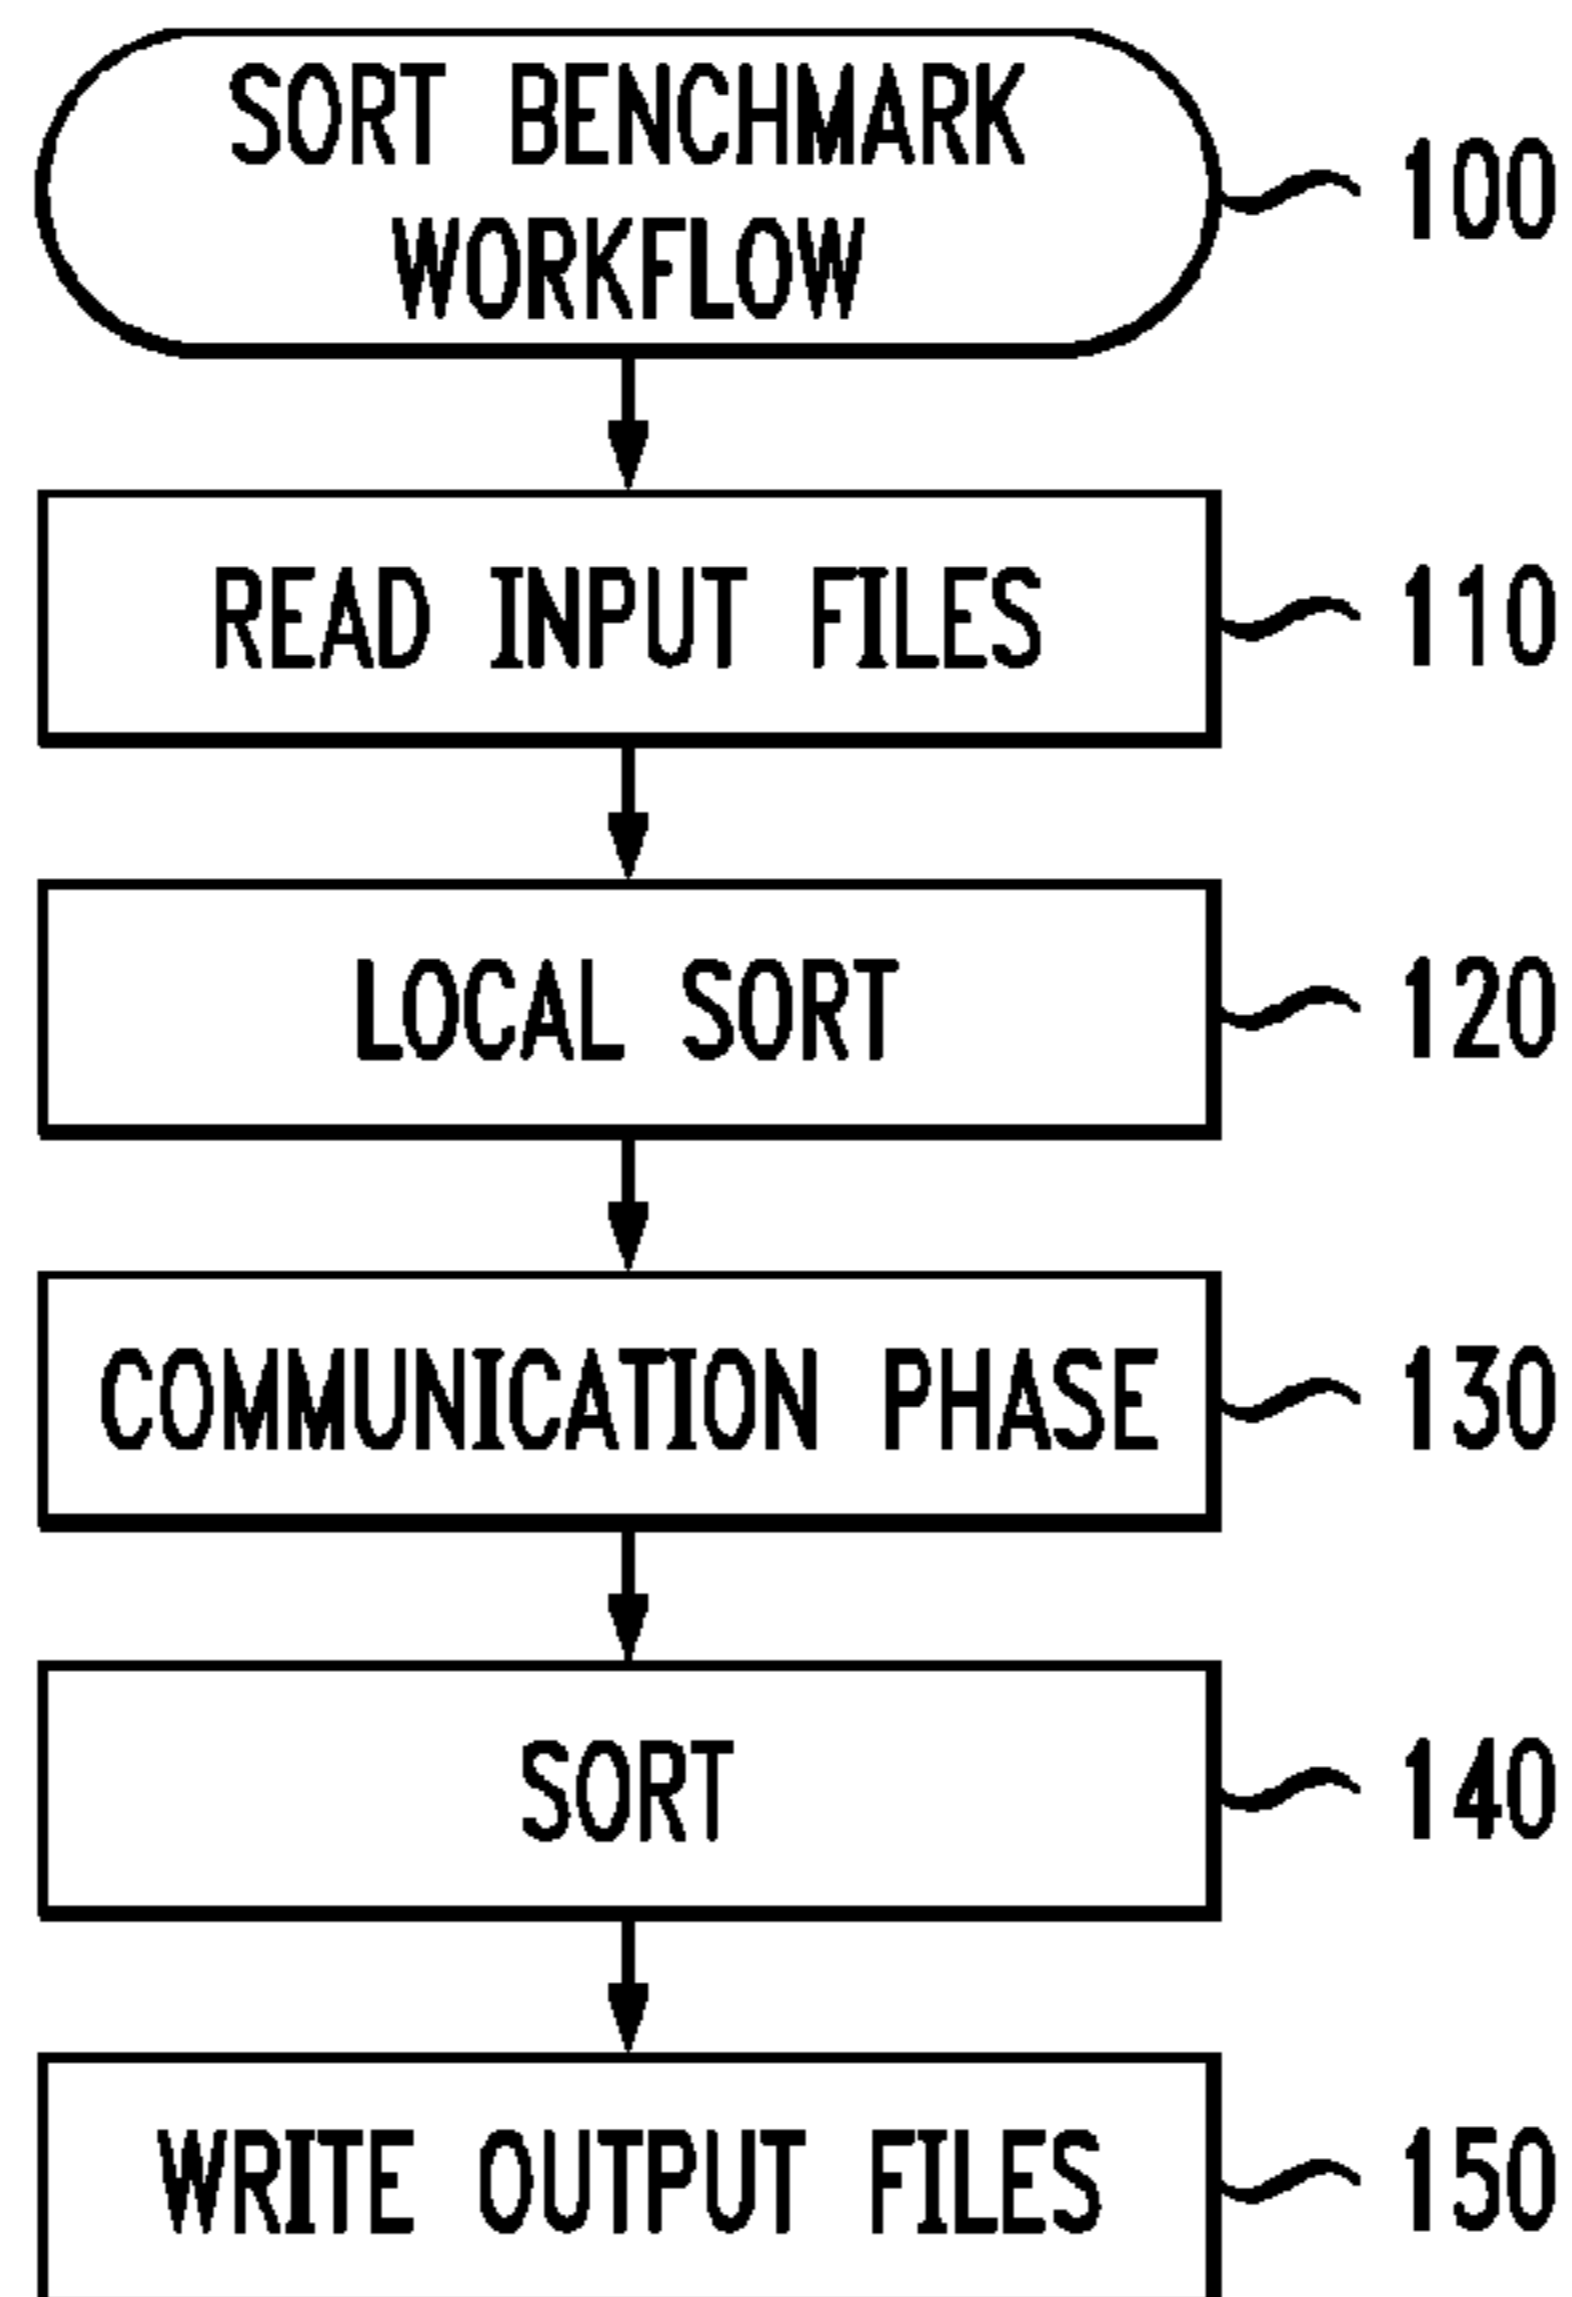 SORT BENCHMARK
WORKFLOW
100
READ INPUT FILES
110
LOCAL SORT
120
COMMUNICATION PHASE
130
SORT
140
WRITE OUTPUT FILES
150